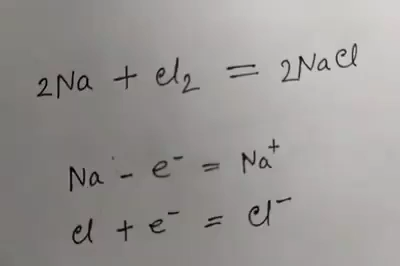 2Na + Cl₂ = 2NaCl
Na - e⁻ = Na⁺
Cl + e⁻ = Cl⁻